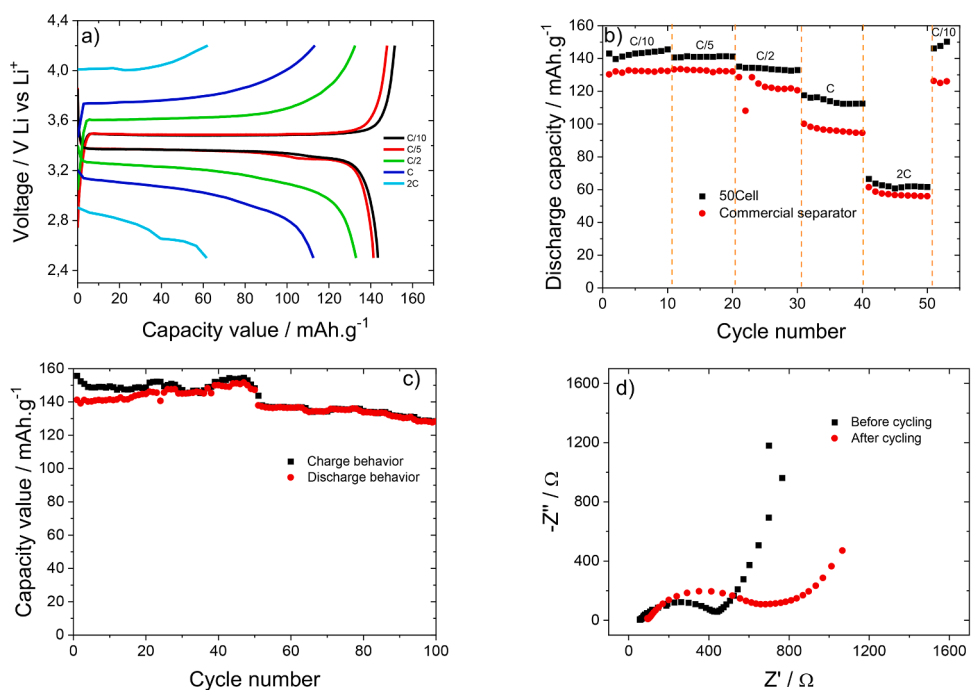 a)
Voltage / V Li vs Li⁺
4,4
4,0
3,6
3,2
2,8
2,4
C/10
C/5
C/2
C
2C
0 20 40 60 80 100 120 140 160
Capacity value / mAh.g⁻¹
b)
Discharge capacity / mAh.g⁻¹
160
140
120
100
80
60
40
20
0
C/10
C/5
C/2
C
2C
C/10
50Cell
Commercial separator
0 10 20 30 40 50
Cycle number
c)
Capacity value / mAh.g⁻¹
160
140
120
100
80
60
40
20
0
Charge behavior
Discharge behavior
0 20 40 60 80 100
Cycle number
d)
-Z'' / Ω
-1600
-1200
-800
-400
0
Before cycling
After cycling
0 400 800 1200 1600
Z' / Ω